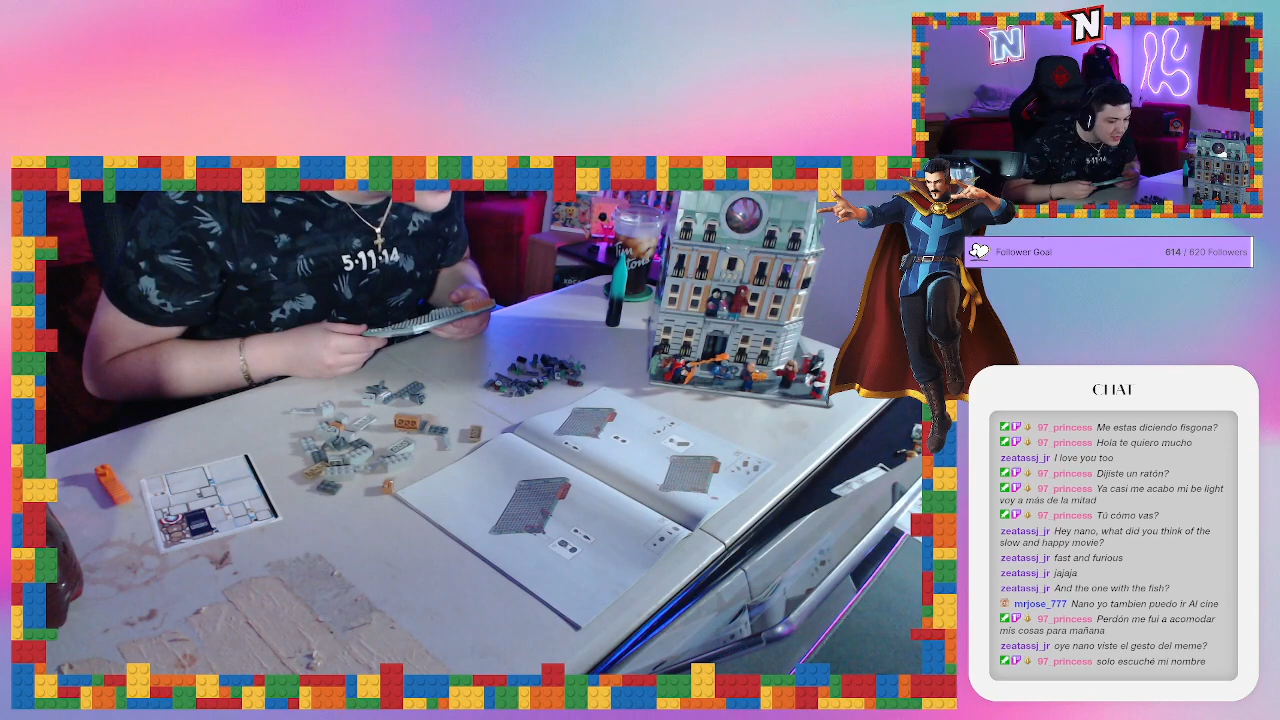 N
N
5·11·14
5·11·14
Tim
Follower Goal
614 / 620 Followers
CHAT
97_princess Me estas diciendo fisgona?
97_princess Hola te quiero mucho
zeatassj_jr I love you too
97_princess Dijiste un ratón?
97_princess Ya casi me acabo mi be light
voy a más de la mitad
97_princess Tú cómo vas?
zeatassj_jr Hey nano, what did you think of the
slow and happy movie?
zeatassj_jr fast and furious
zeatassj_jr jajaja
zeatassj_jr And the one with the fish?
mrjose_777 Nano yo tambien puedo ir Al cine
97_princess Perdón me fui a acomodar
mis cosas para mañana
zeatassj_jr oye nano viste el gesto del meme?
97_princess solo escuché mi nombre